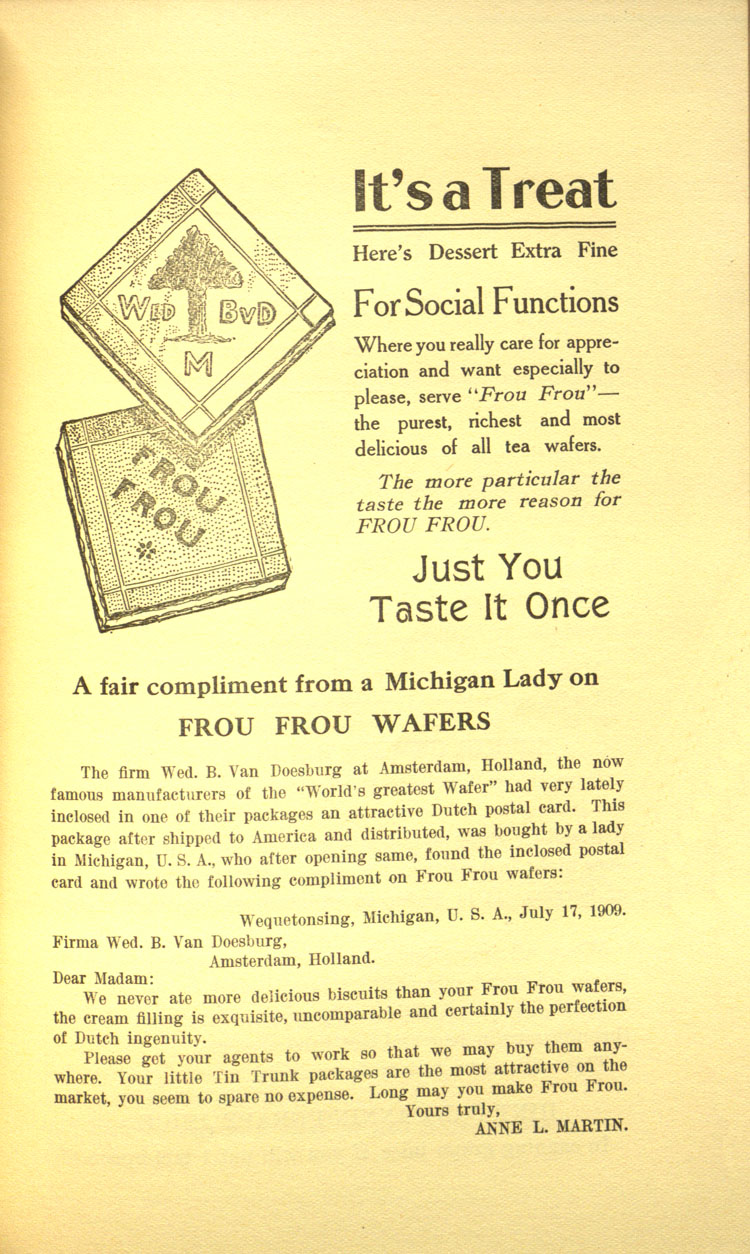 It's a Treat
Here's Dessert Extra Fine
For Social Functions
Where you really care for appre-
ciation and want especially to
please, serve "Frou Frou"—
the purest, richest and most
delicious of all tea wafers.
The more particular the
taste the more reason for
FROU FROU.
Just You
Taste It Once
WED BVD
M
FROU
FROU
A fair compliment from a Michigan Lady on
FROU FROU WAFERS
The firm Wed. B. Van Doesburg at Amsterdam, Holland, the now
famous manufacturers of the "World's greatest Wafer" had very lately
inclosed in one of their packages an attractive Dutch postal card. This
package after shipped to America and distributed, was bought by a lady
in Michigan, U. S. A., who after opening same, found the inclosed postal
card and wrote the following compliment on Frou Frou wafers:
Wequetonsing, Michigan, U. S. A., July 17, 1909.
Firma Wed. B. Van Doesburg,
Amsterdam, Holland.
Dear Madam:
We never ate more delicious biscuits than your Frou Frou wafers,
the cream filling is exquisite, uncomparable and certainly the perfection
of Dutch ingenuity.
Please get your agents to work so that we may buy them any-
where. Your little Tin Trunk packages are the most attractive on the
market, you seem to spare no expense. Long may you make Frou Frou.
Yours truly,
ANNE L. MARTIN.